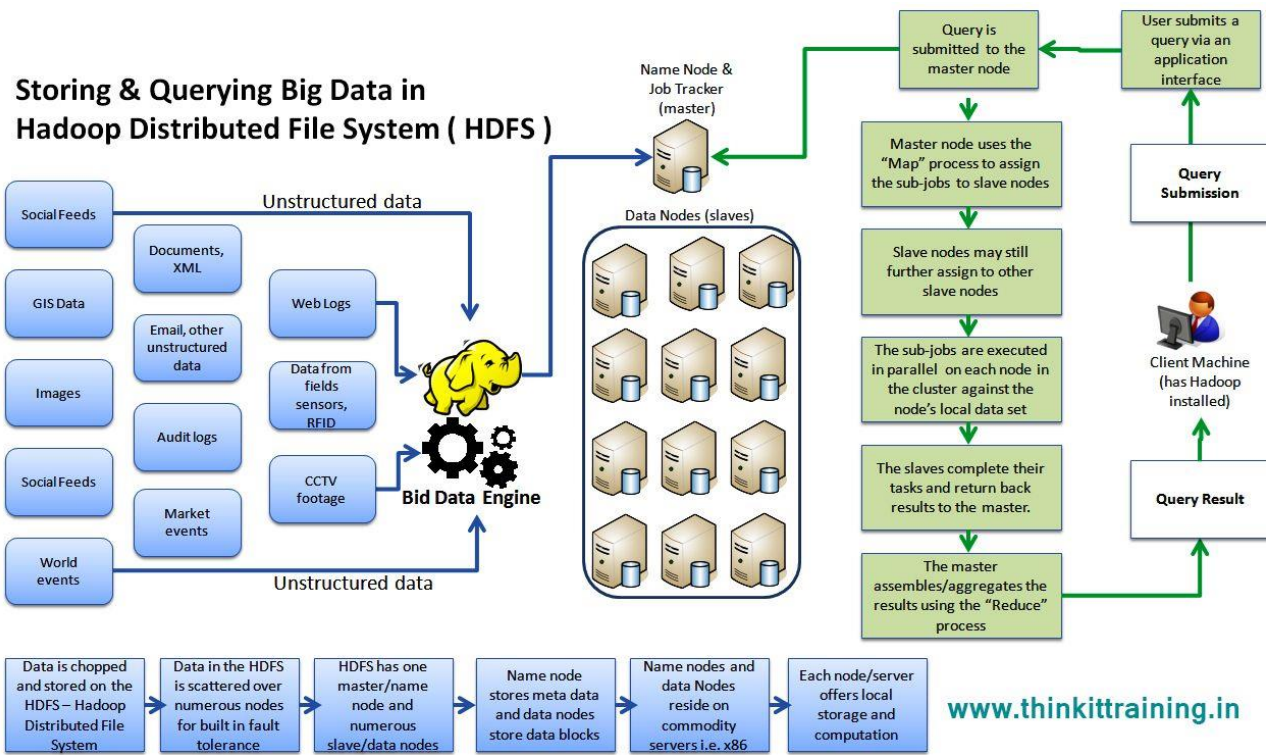 Storing & Querying Big Data in
Hadoop Distributed File System ( HDFS )
Social Feeds
GIS Data
Images
Social Feeds
World
events
Documents,
XML
Email, other
unstructured
data
Audit logs
Market
events
Web Logs
Data from
fields
sensors,
RFID
CCTV
footage
Unstructured data
Bid Data Engine
Unstructured data
Name Node &
Job Tracker
(master)
Data Nodes (slaves)
Query is
submitted to the
master node
Master node uses the
“Map” process to assign
the sub-jobs to slave nodes
Slave nodes may still
further assign to other
slave nodes
The sub-jobs are executed
in parallel on each node in
the cluster against the
node’s local data set
The slaves complete their
tasks and return back
results to the master.
The master
assembles/aggregates the
results using the “Reduce”
process
User submits a
query via an
application
interface
Query
Submission
Client Machine
(has Hadoop
installed)
Query Result
Data is chopped
and stored on the
HDFS – Hadoop
Distributed File
System
Data in the HDFS
is scattered over
numerous nodes
for built in fault
tolerance
HDFS has one
master/name
node and
numerous
slave/data nodes
Name node
stores meta data
and data nodes
store data blocks
Name nodes and
data Nodes
reside on
commodity
servers i.e. x86
Each node/server
offers local
storage and
computation
www.thinkittraining.in